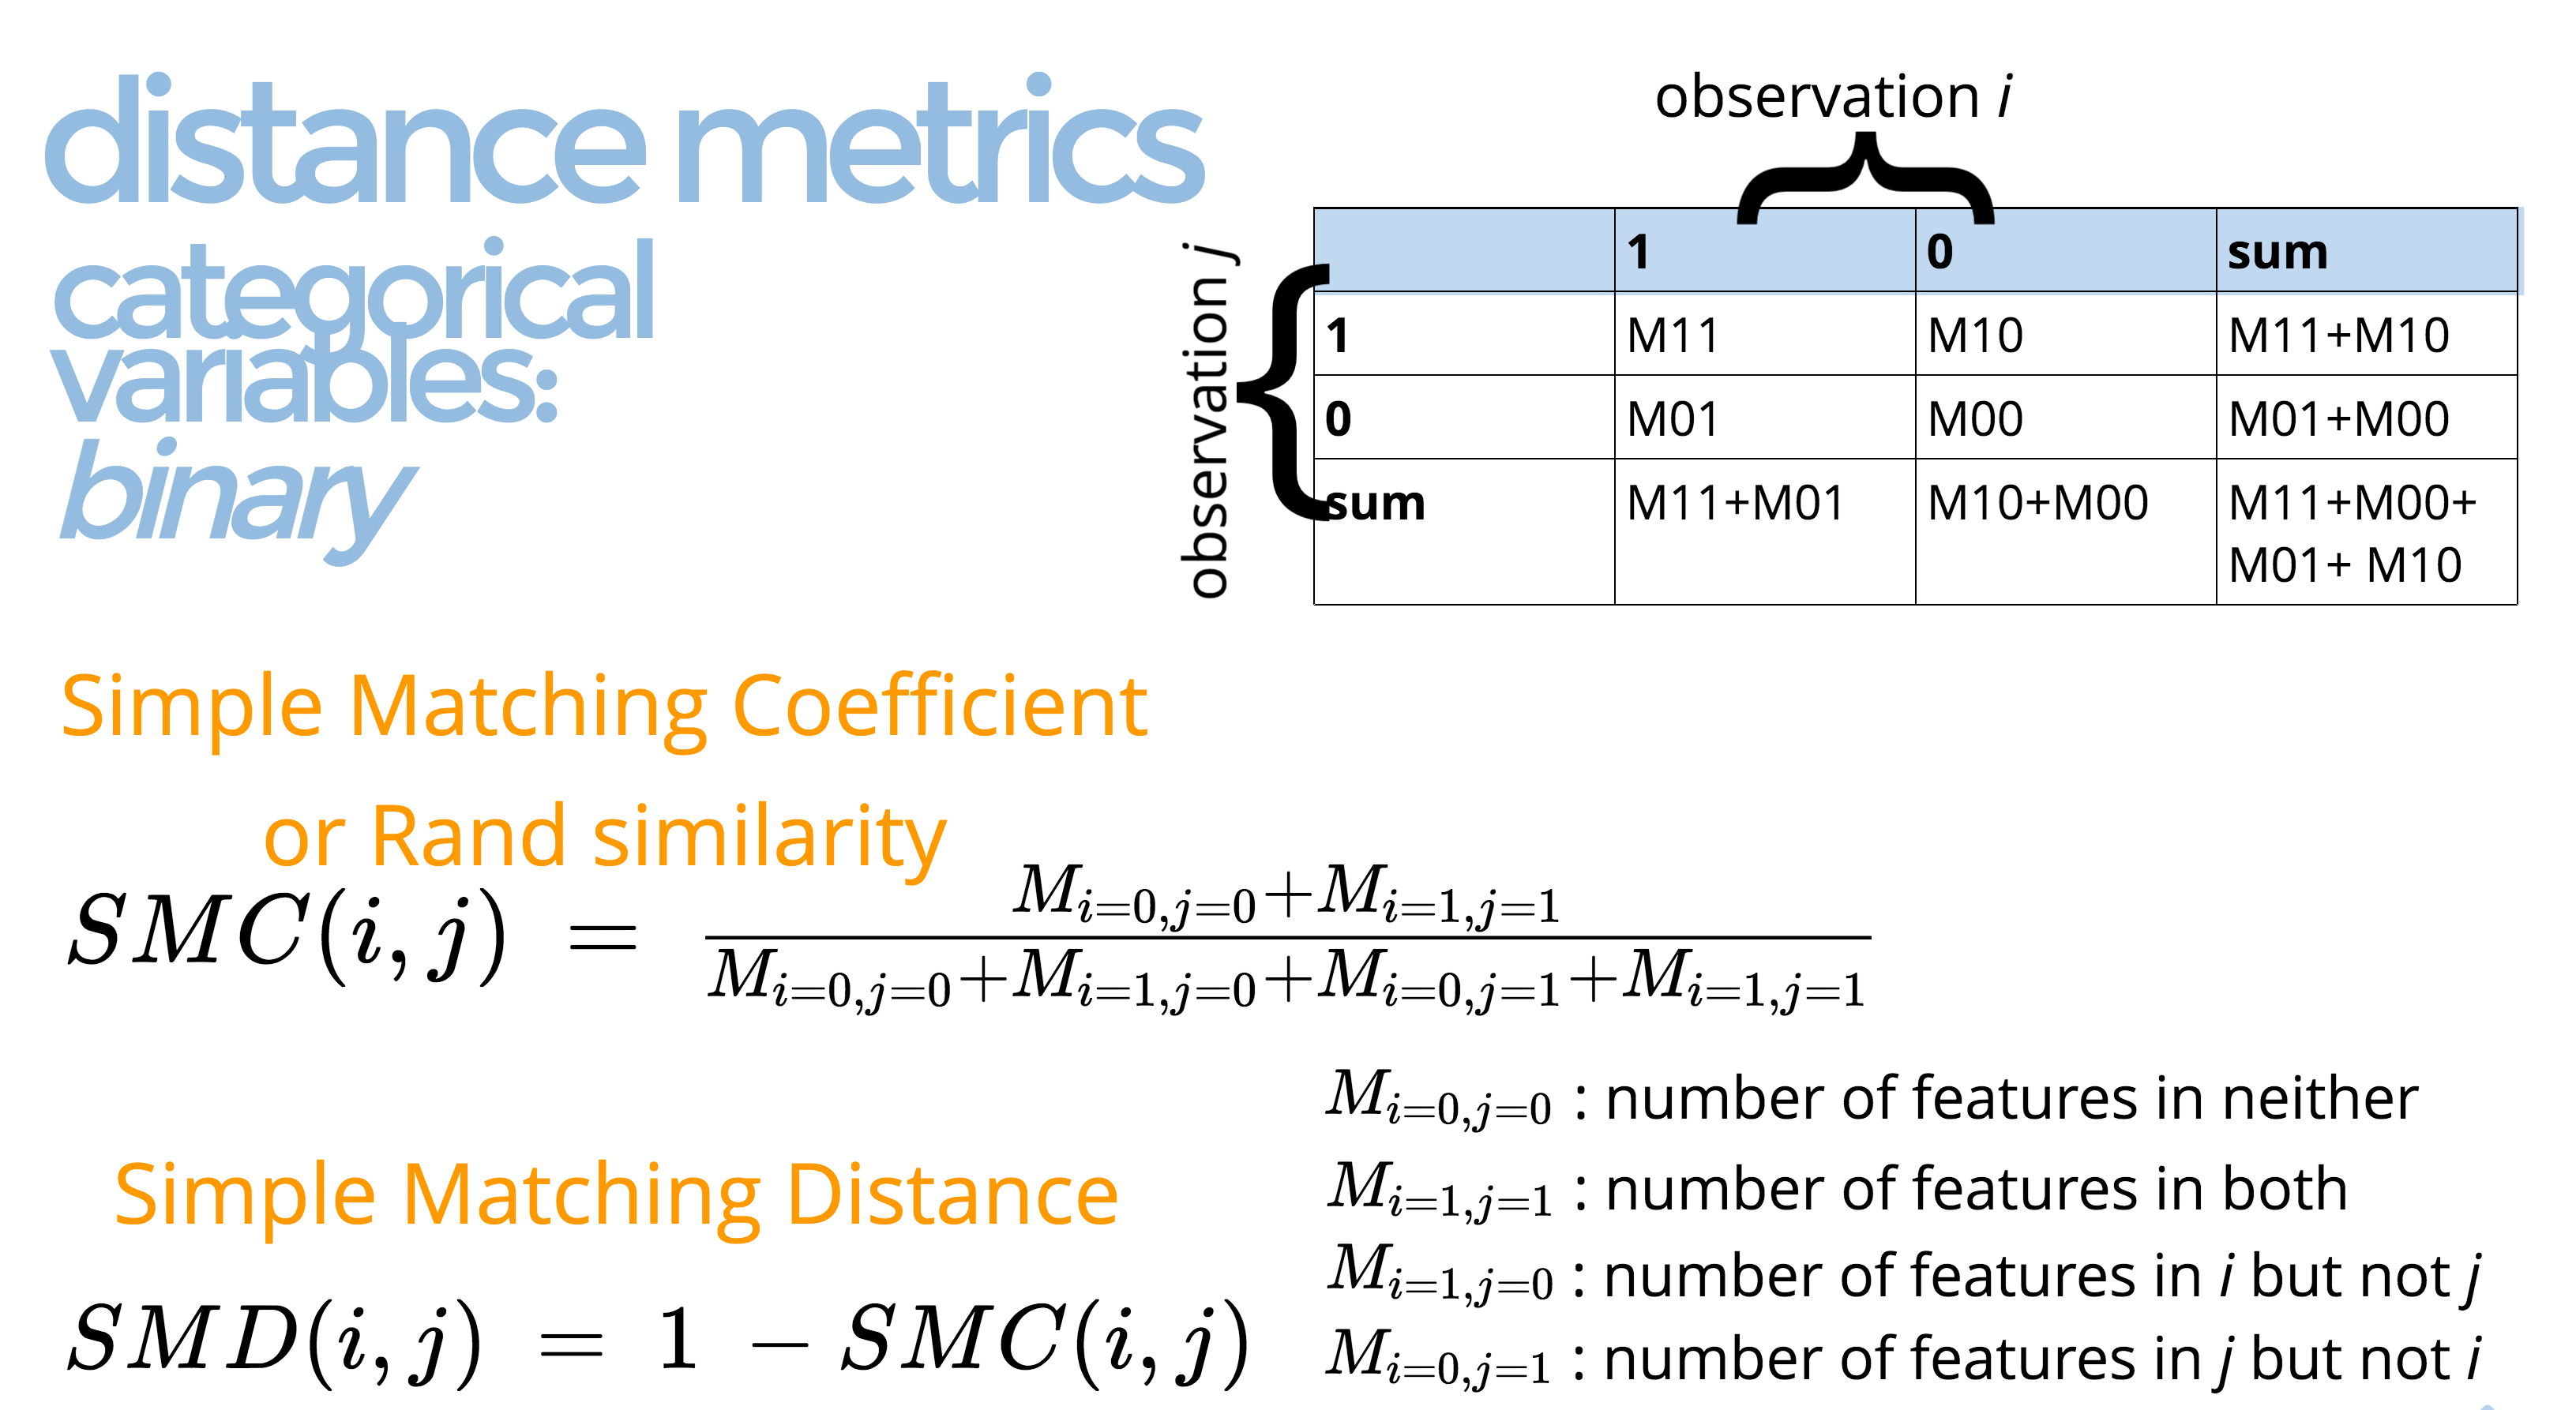 distance metrics
categorical
variables:
binary
observation i
observation j
1 0 sum
1 M11 M10 M11+M10
0 M01 M00 M01+M00
sum M11+M01 M10+M00 M11+M00+
M01+ M10
Simple Matching Coefficient
or Rand similarity
SMC(i, j) = \frac{M_{i=0,j=0}+M_{i=1,j=1}}{M_{i=0,j=0}+M_{i=1,j=0}+M_{i=0,j=1}+M_{i=1,j=1}}
M_{i=0,j=0} : number of features in neither
M_{i=1,j=1} : number of features in both
M_{i=1,j=0} : number of features in i but not j
M_{i=0,j=1} : number of features in j but not i
Simple Matching Distance
SMD(i, j) = 1 − SMC(i, j)